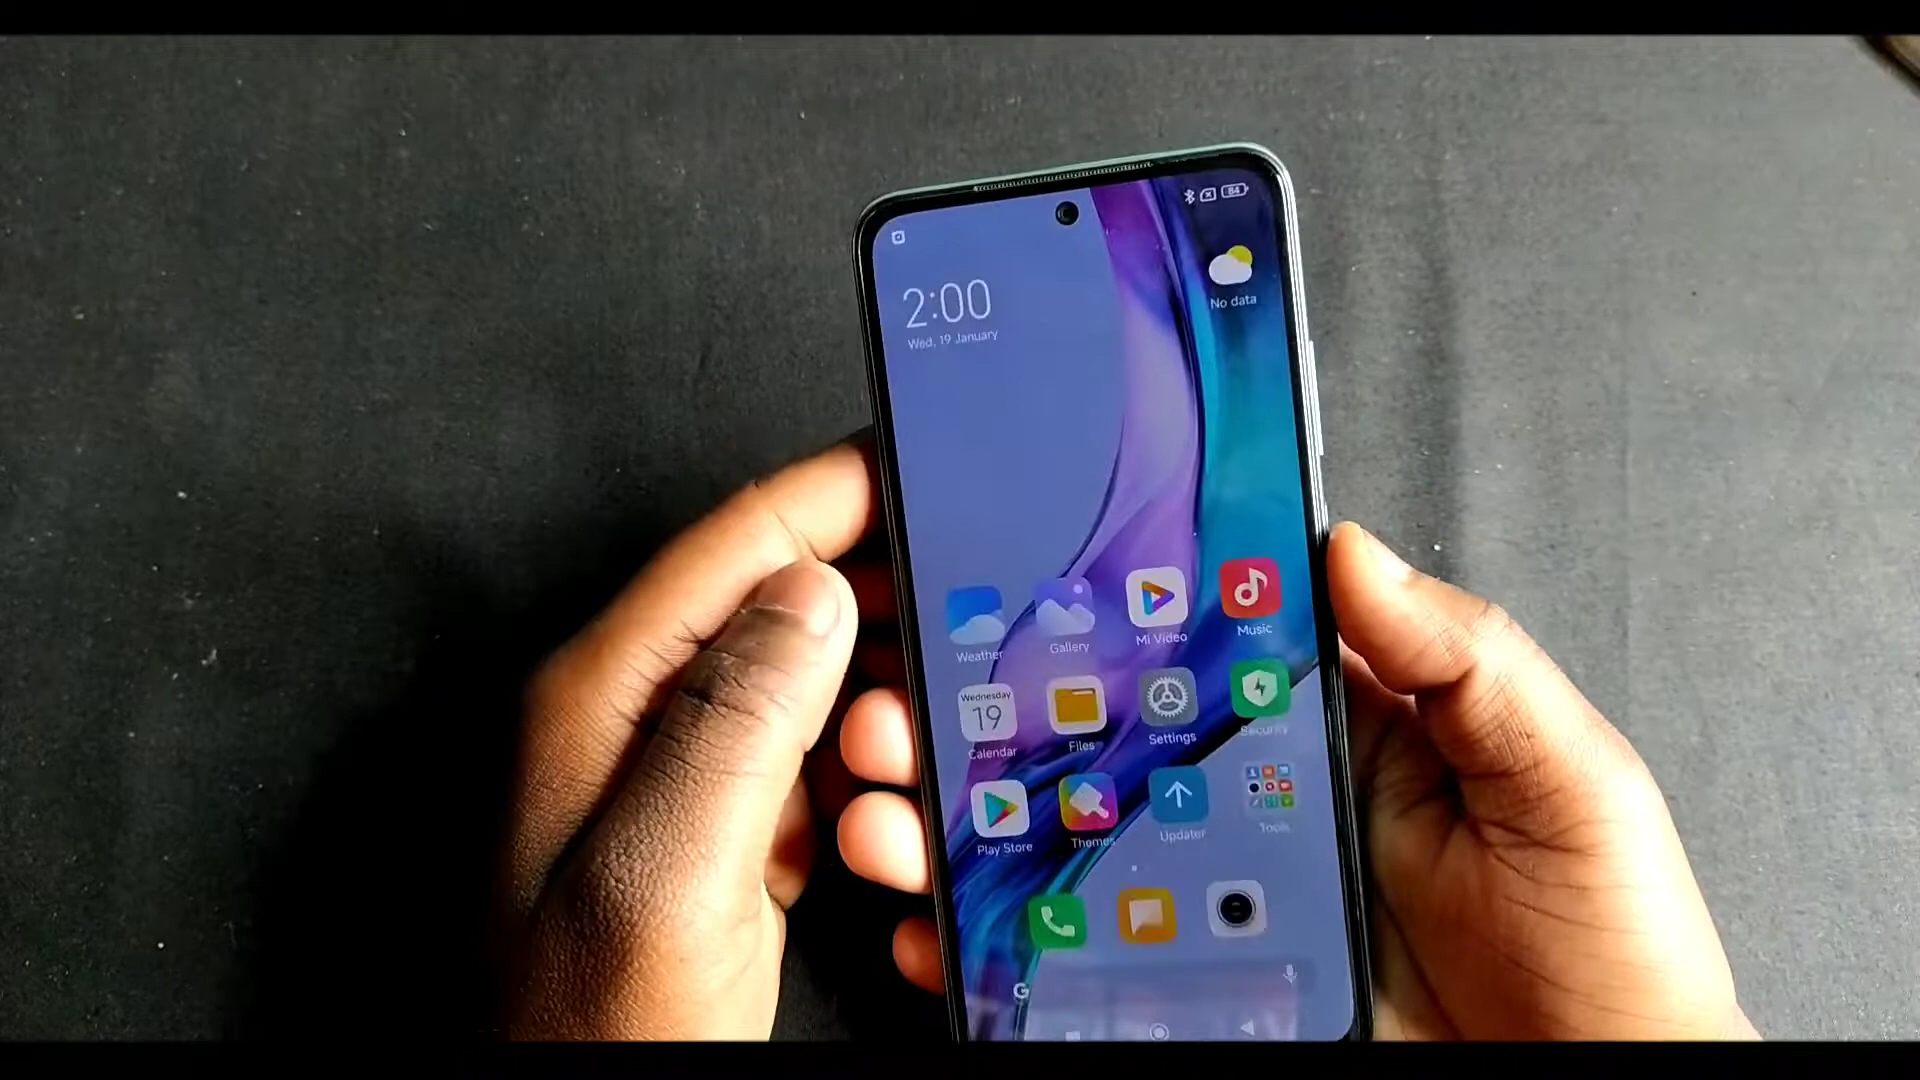 84
2:00
Wed, 19 January
No data
Weather
Gallery
Mi Video
Music
Wednesday
19
Calendar
Files
Settings
Security
Play Store
Themes
Updater
Tools
G